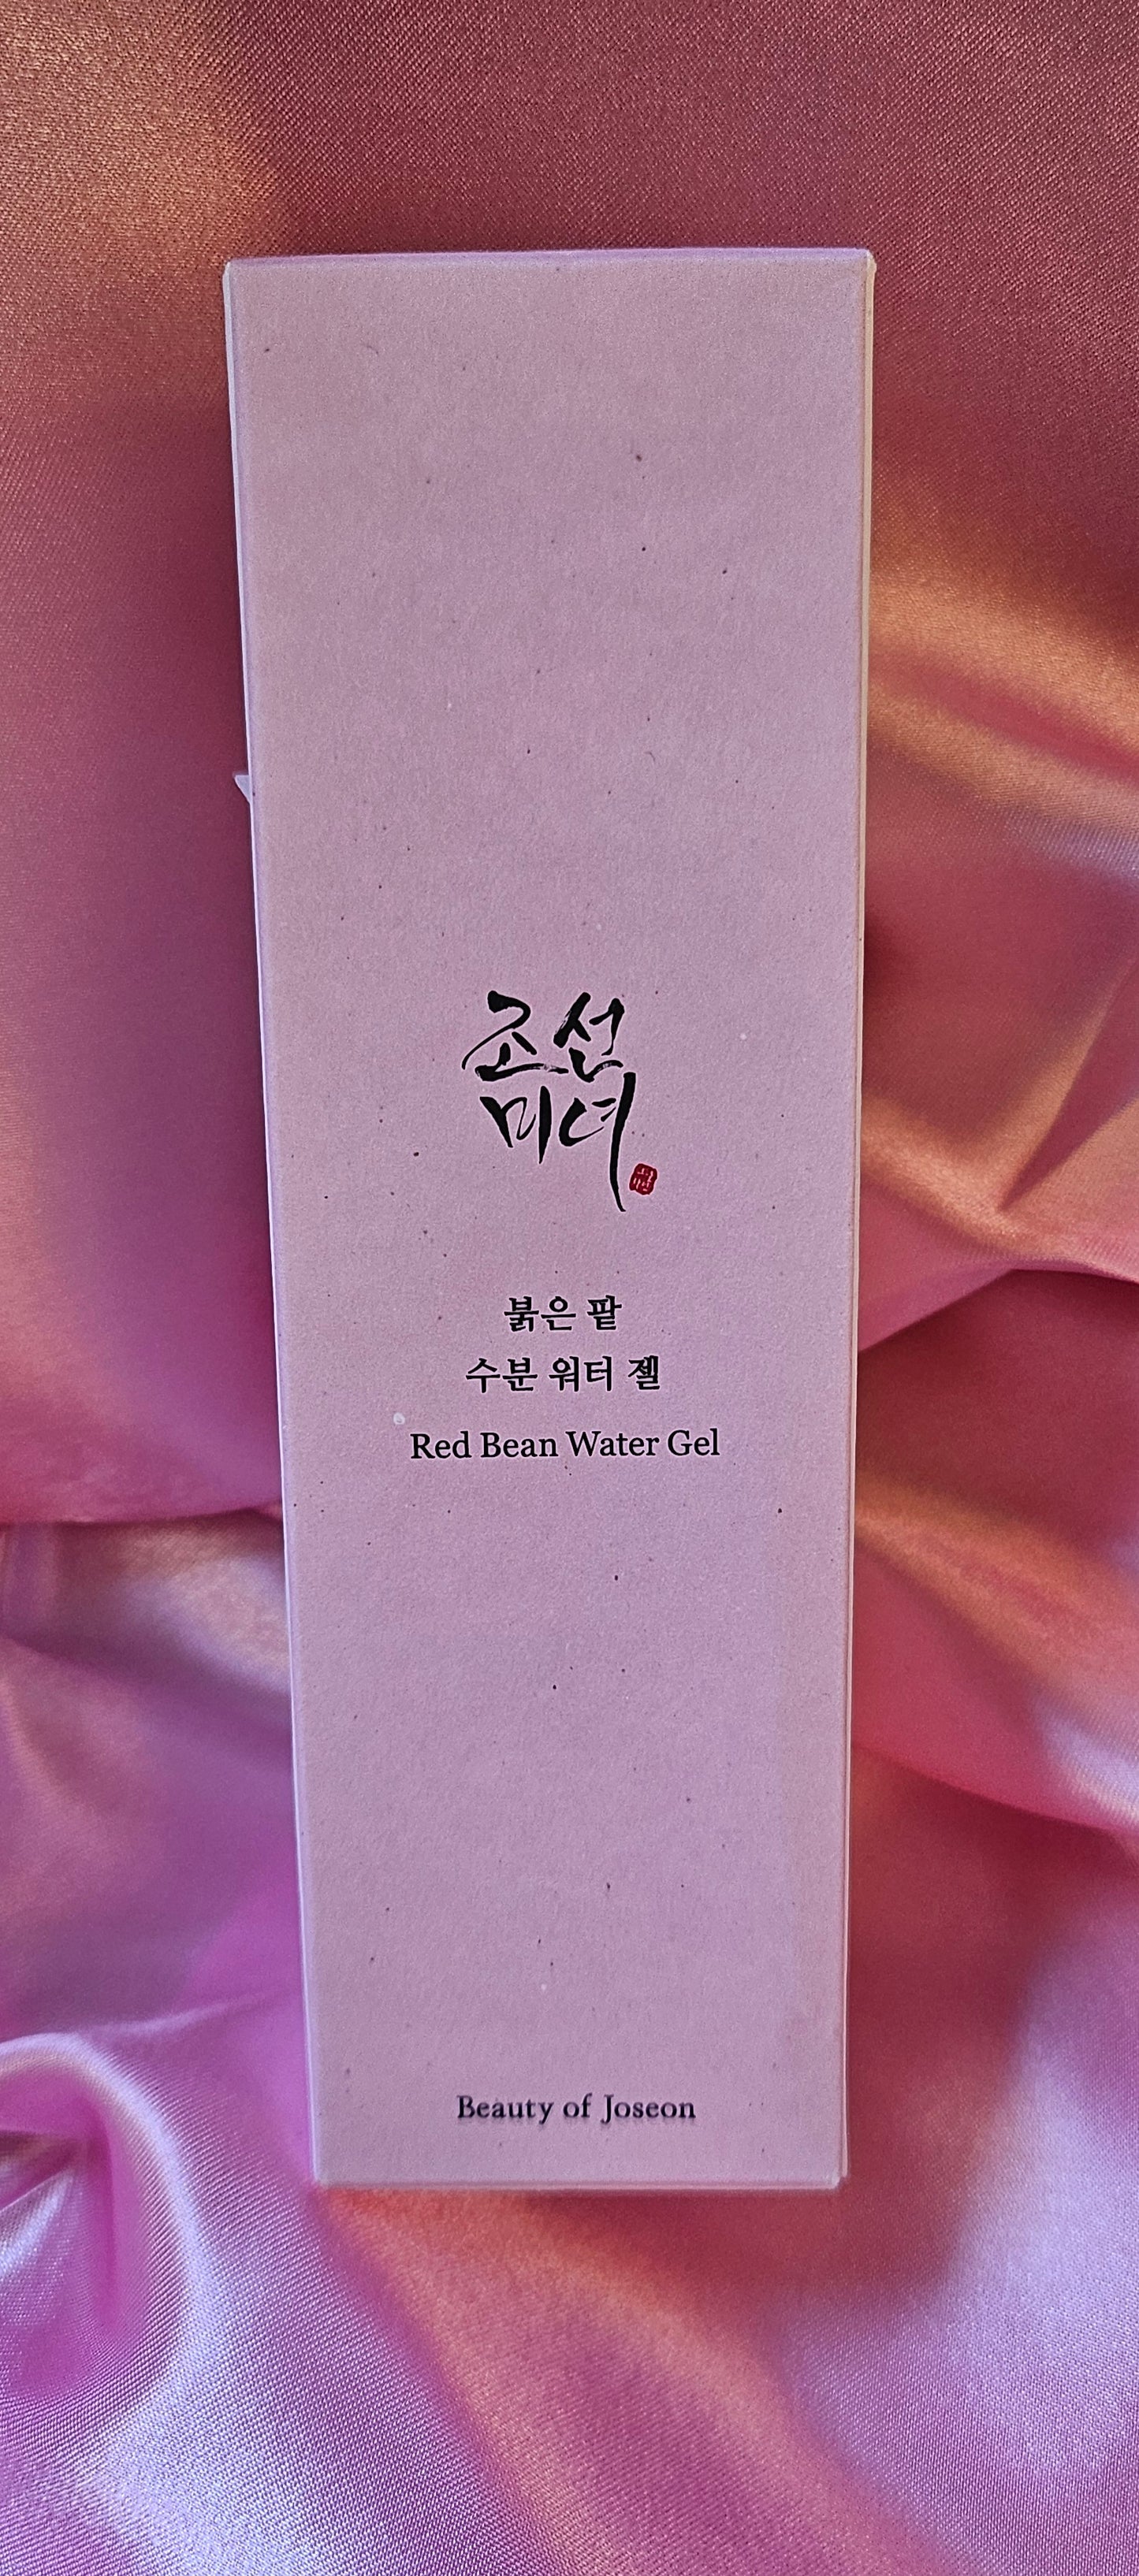 조선
미녀
붉은 팥
수분 워터 젤
Red Bean Water Gel
Beauty of Joseon